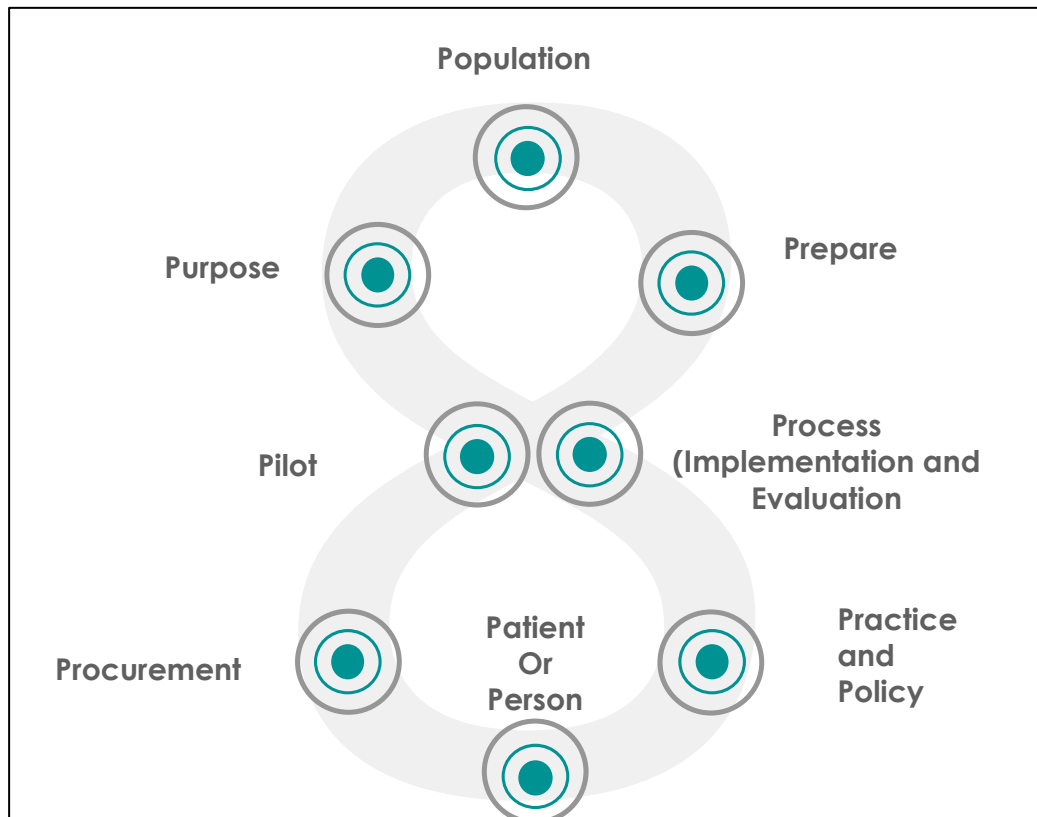 Population
Purpose
Prepare
Pilot
Process
(Implementation and
Evaluation
Procurement
Patient
Or
Person
Practice
and
Policy